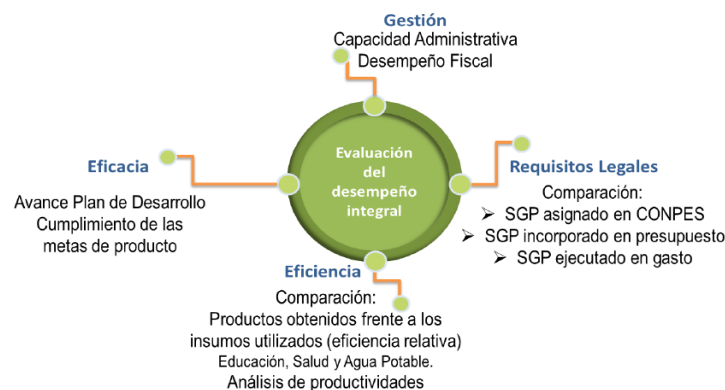 Gestión
Capacidad Administrativa
Desempeño Fiscal
Evaluación
del
desempeño
integral
Eficacia
Avance Plan de Desarrollo
Cumplimiento de las
metas de producto
Requisitos Legales
Comparación:
➢ SGP asignado en CONPES
➢ SGP incorporado en presupuesto
➢ SGP ejecutado en gasto
Eficiencia
Comparación:
Productos obtenidos frente a los
insumos utilizados (eficiencia relativa)
Educación, Salud y Agua Potable.
Análisis de productividades